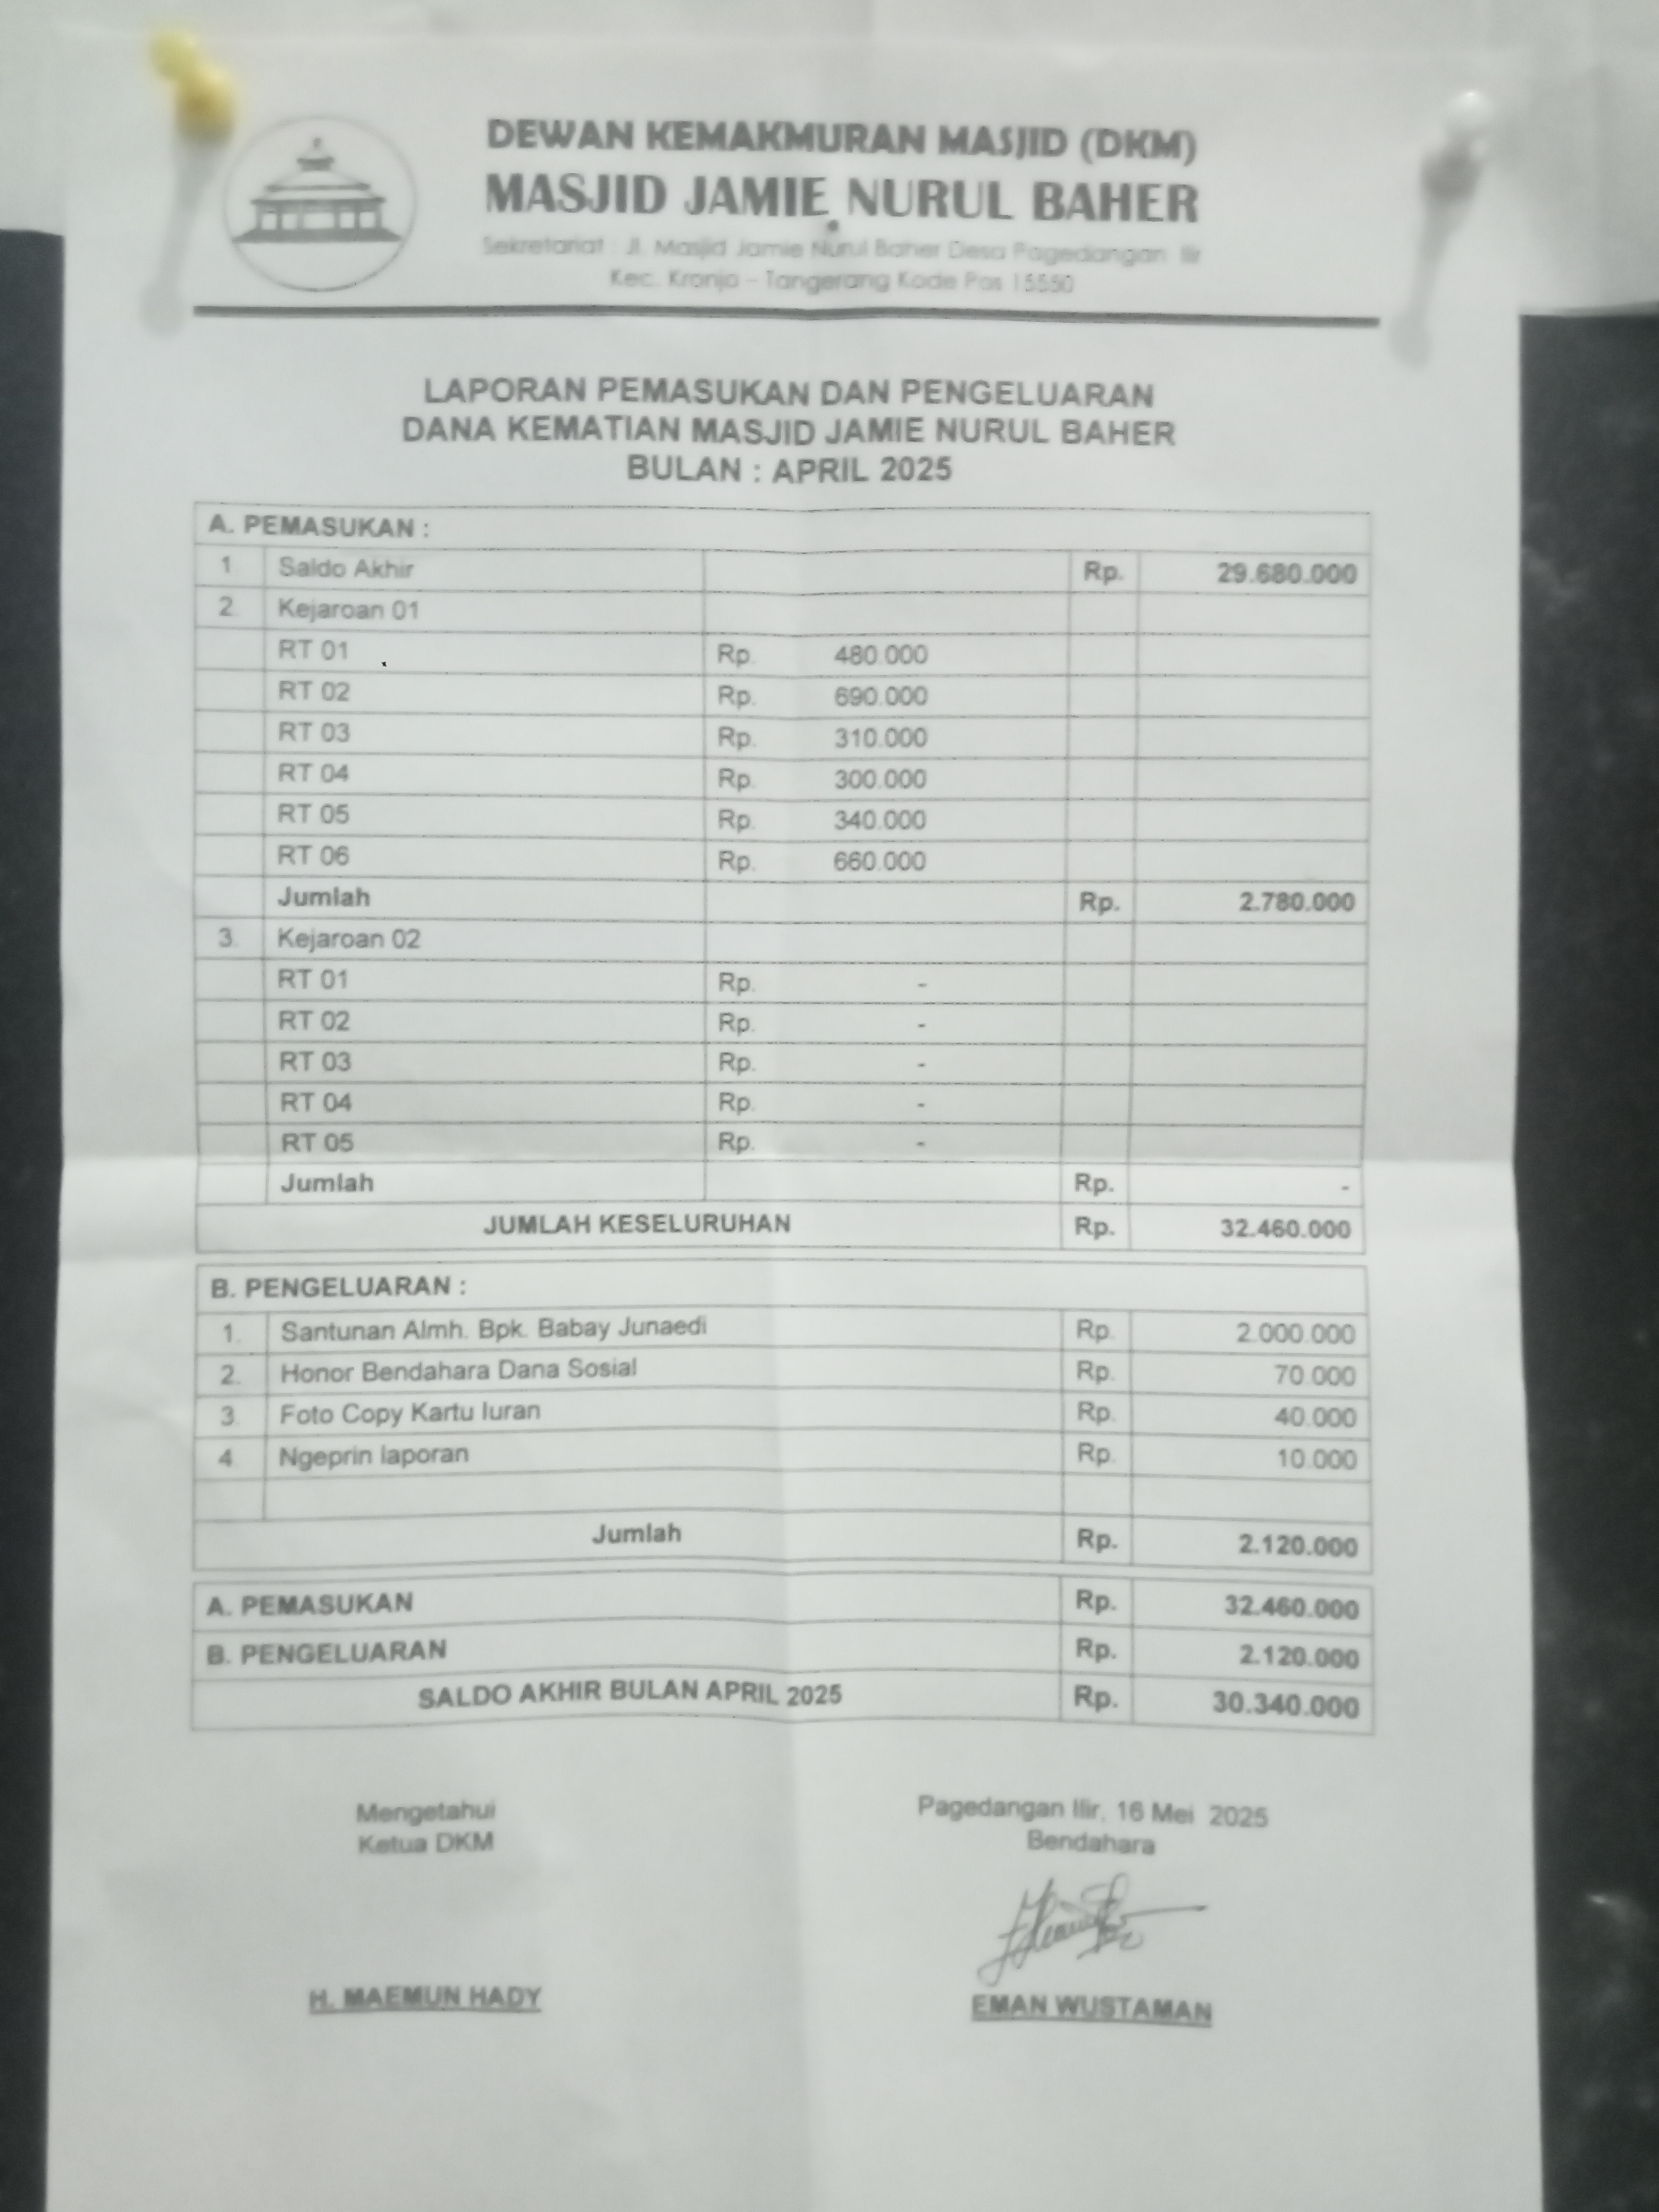 DEWAN KEMAKMURAN MASJID (DKM)
MASJID JAMIE NURUL BAHER
Sekretariat : Jl. Masjid Jamie Nurul Baher Desa Pagedangan Ilir
Kec. Kronjo - Tangerang Kode Pos 15550
LAPORAN PEMASUKAN DAN PENGELUARAN
DANA KEMATIAN MASJID JAMIE NURUL BAHER
BULAN : APRIL 2025
A. PEMASUKAN :
1 Saldo Akhir Rp. 29.680.000
2. Kejaroan 01
RT 01 Rp. 480.000
RT 02 Rp. 690.000
RT 03 Rp. 310.000
RT 04 Rp. 300.000
RT 05 Rp. 340.000
RT 06 Rp. 660.000
Jumlah Rp. 2.780.000
3. Kejaroan 02
RT 01 Rp. -
RT 02 Rp. -
RT 03 Rp. -
RT 04 Rp. -
RT 05 Rp. -
Jumlah Rp. -
JUMLAH KESELURUHAN Rp. 32.460.000
B. PENGELUARAN :
1. Santunan Almh. Bpk. Babay Junaedi Rp. 2.000.000
2. Honor Bendahara Dana Sosial Rp. 70.000
3. Foto Copy Kartu Iuran Rp. 40.000
4 Ngeprin laporan Rp. 10.000
Jumlah Rp. 2.120.000
A. PEMASUKAN Rp. 32.460.000
B. PENGELUARAN Rp. 2.120.000
SALDO AKHIR BULAN APRIL 2025 Rp. 30.340.000
Mengetahui
Ketua DKM
H. MAEMUN HADY
Pagedangan Ilir, 16 Mei 2025
Bendahara
EMAN WUSTAMAN